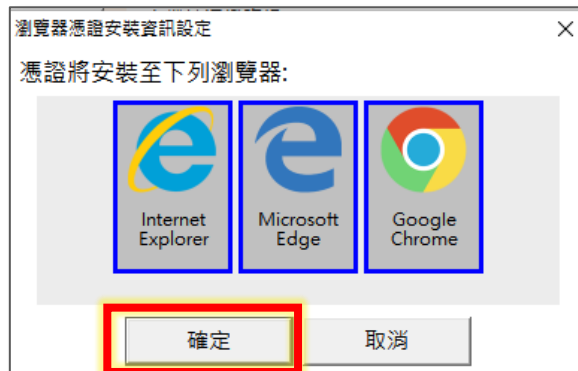 瀏覽器憑證安裝資訊設定
憑證將安裝至下列瀏覽器:
Internet
Explorer
Microsoft
Edge
Google
Chrome
確定
取消